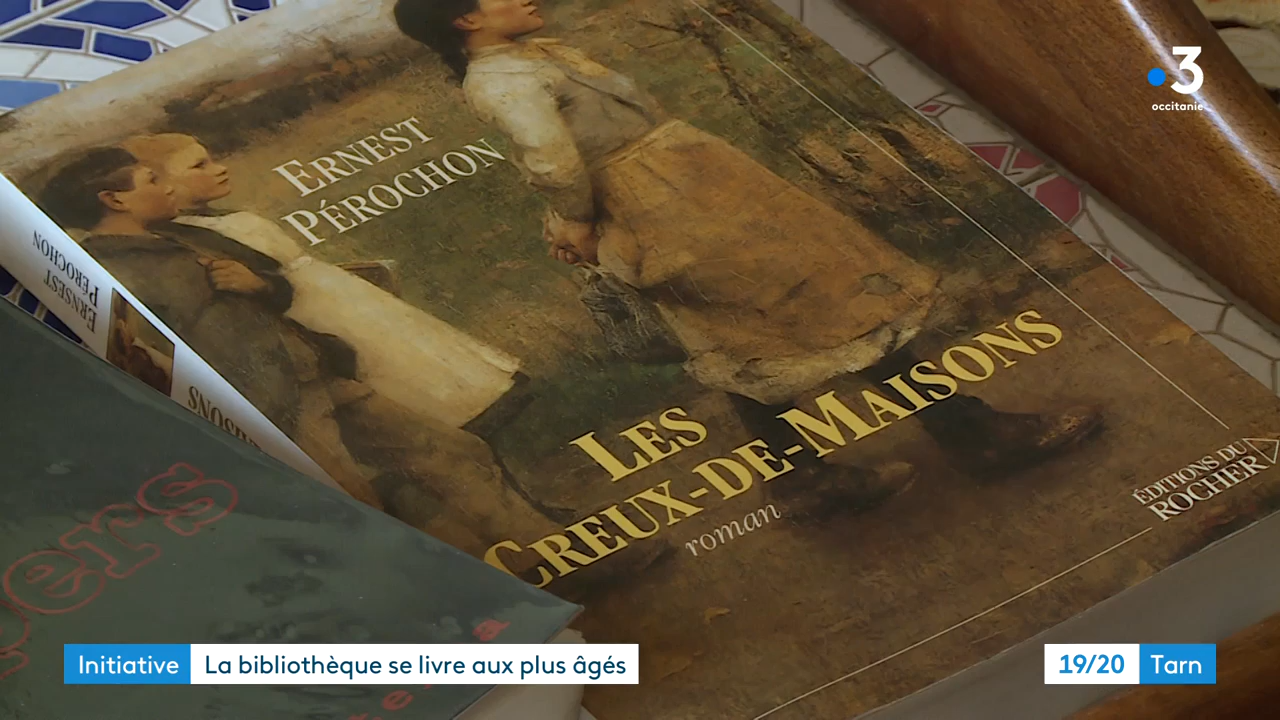 3
occitanie
ERNEST
PÉROCHON
LES
CREUX-DE-MAISONS
roman
ÉDITIONS DU
ROCHER
ERNSEST
PÉROCHON
Initiative
La bibliothèque se livre aux plus âgés
19/20
Tarn